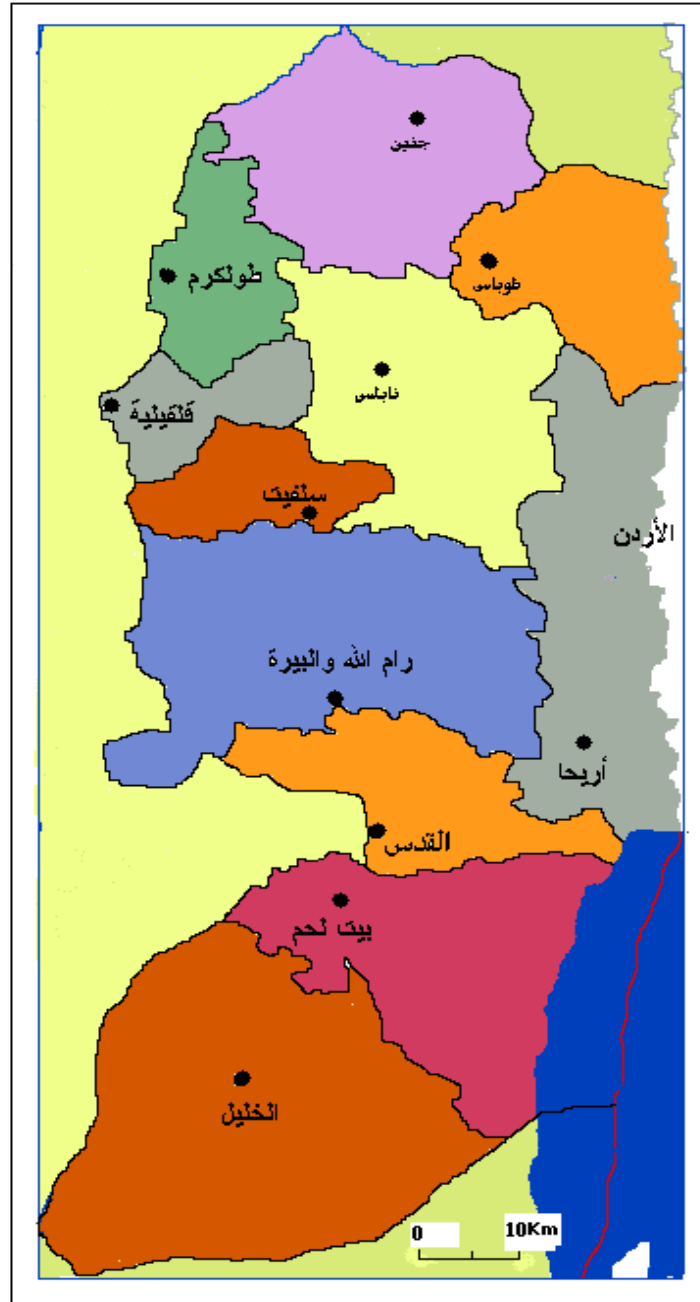 جنين
طوباس
طولكرم
نابلس
قلقيلية
سلفيت
الأردن
رام الله والبيرة
أريحا
القدس
بيت لحم
الخليل
0 10Km